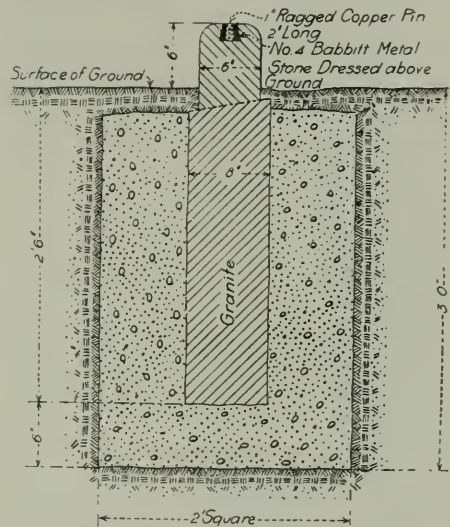 1" Ragged Copper Pin
2" Long
No. 4 Babbitt Metal
Stone Dressed above
Ground
Surface of Ground
6"
6"
8"
Granite
2' 6"
3' 0"
6"
2' Square